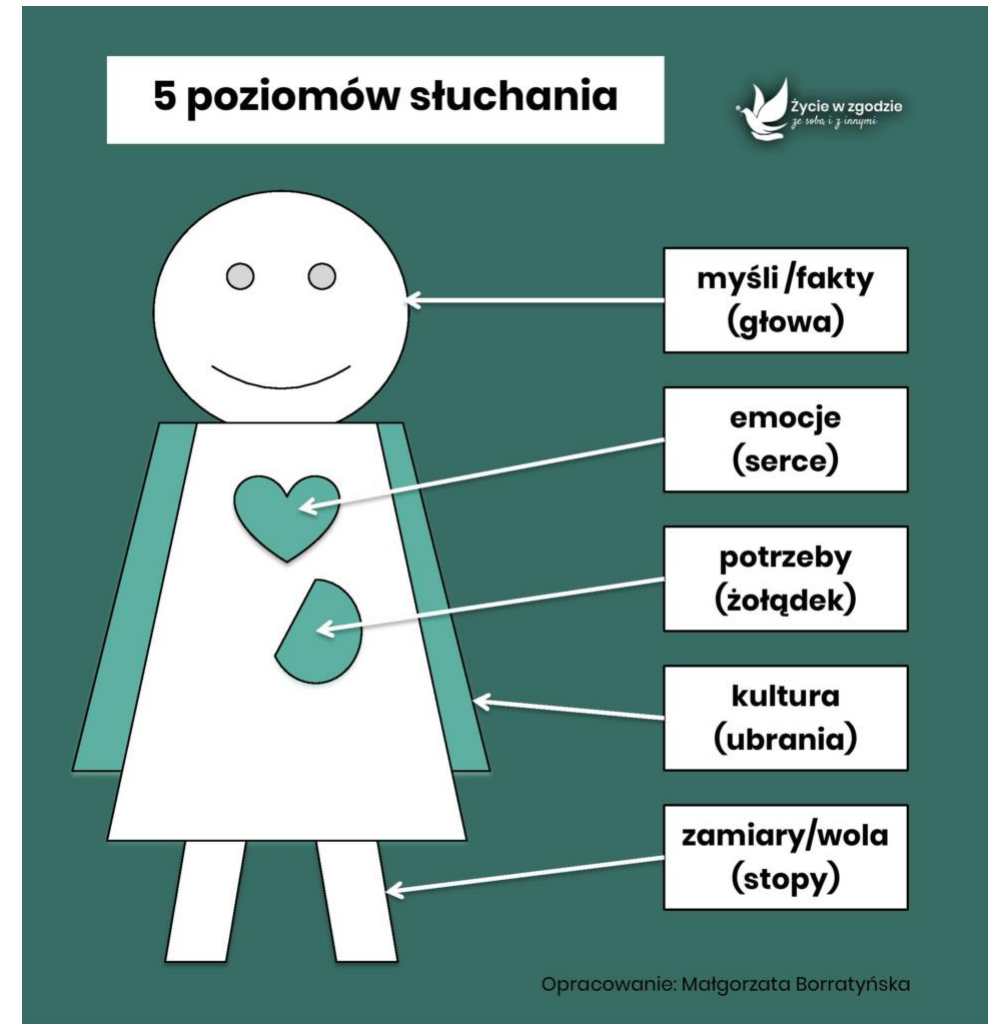 5 poziomów słuchania
Życie w zgodzie
ze sobą i z innymi
myśli/fakty
(głowa)
emocje
(serce)
potrzeby
(żołądek)
kultura
(ubrania)
zamiary/wola
(stopy)
Opracowanie: Małgorzata Borratyńska